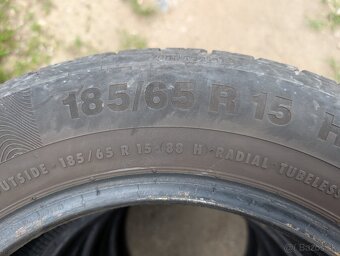 185/65 R 15 H
OUTSIDE · 185/65 R 15 88 H · RADIAL · TUBELESS